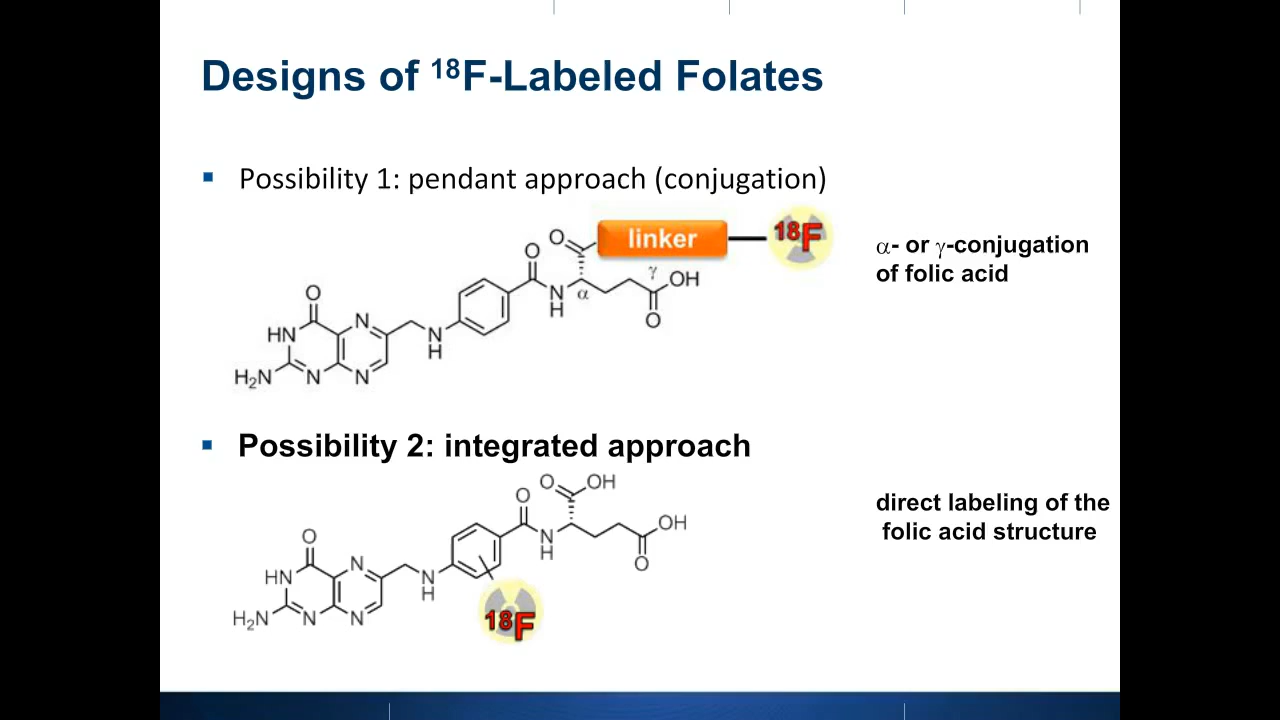 Designs of ¹⁸F-Labeled Folates
▪ Possibility 1: pendant approach (conjugation)
O
linker
¹⁸F
O
γ
OH
N
H
α
O
O
HN
N
N
H
H₂N
N
N
α- or γ-conjugation
of folic acid
▪ Possibility 2: integrated approach
O
OH
O
OH
N
H
O
O
HN
N
N
H
H₂N
N
N
¹⁸F
direct labeling of the
folic acid structure